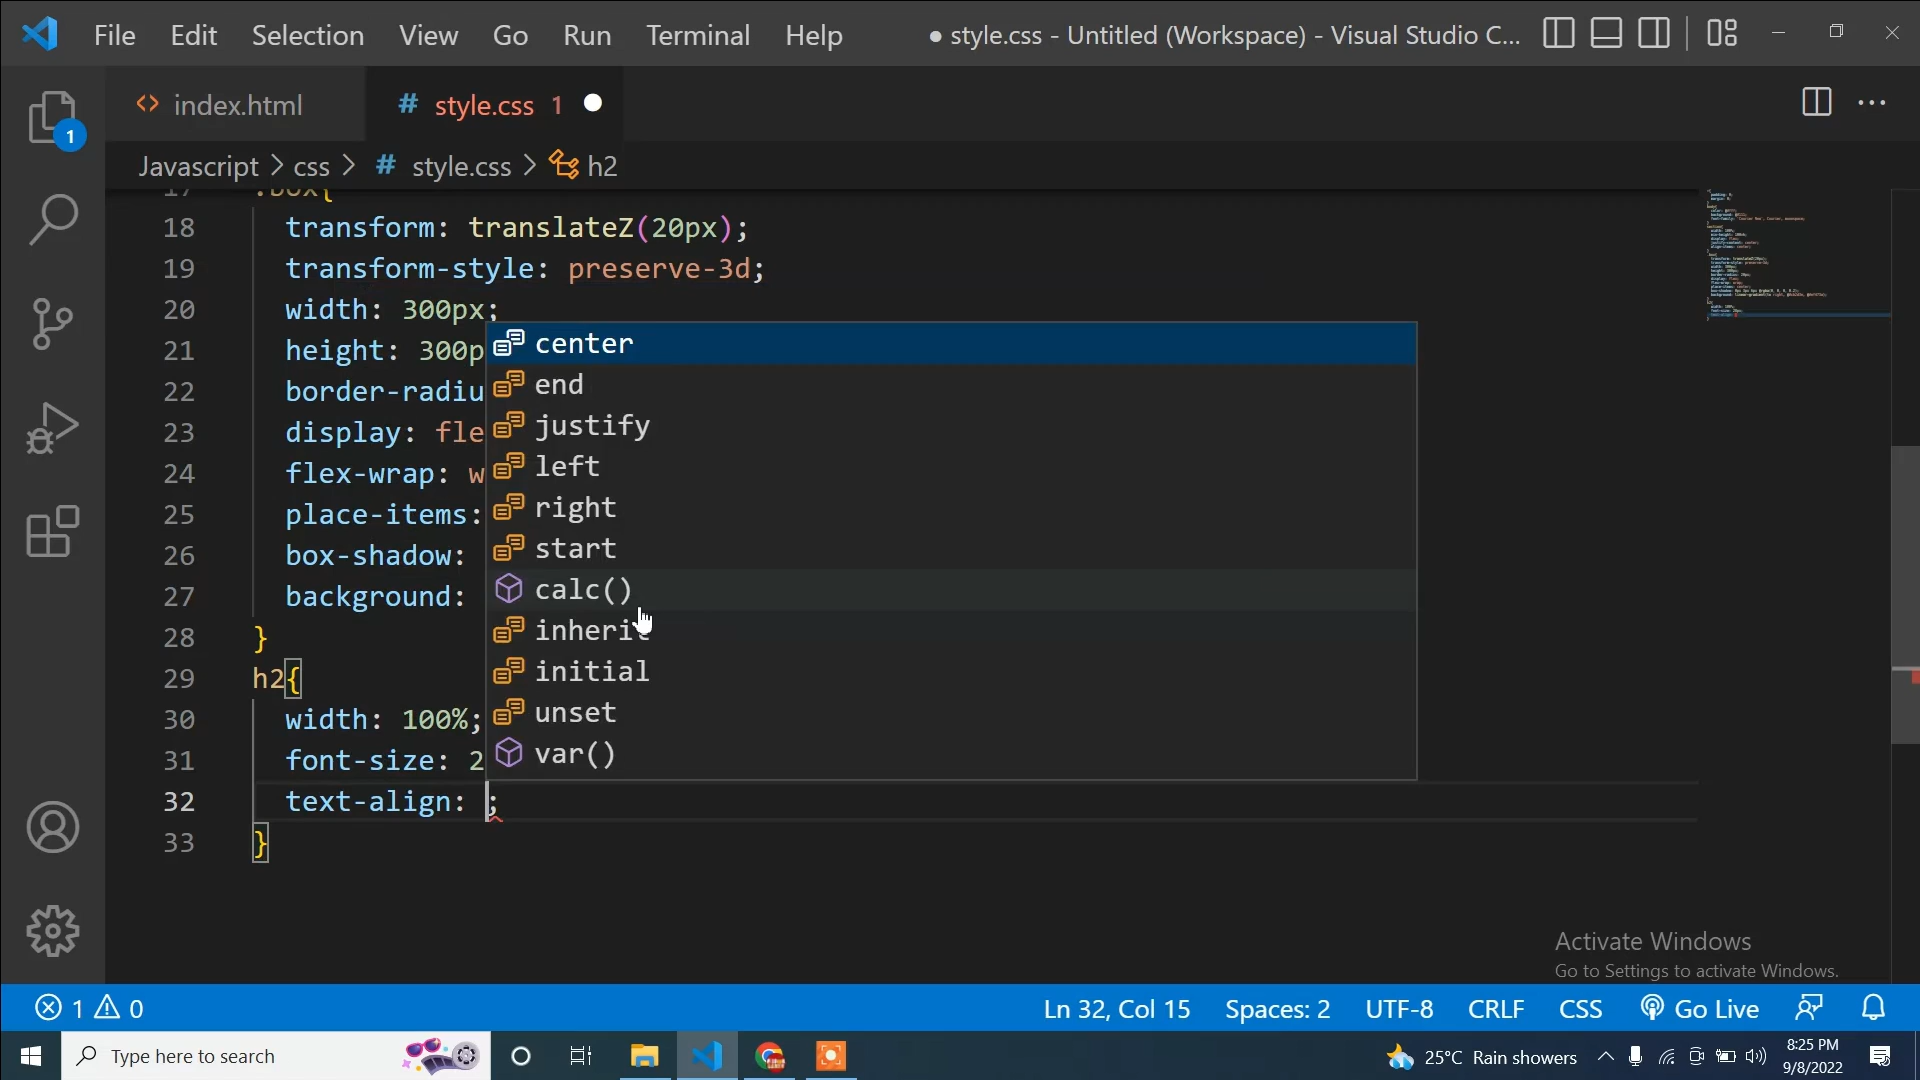 File Edit Selection View Go Run Terminal Help ● style.css - Untitled (Workspace) - Visual Studio C...
index.html # style.css 1
Javascript > css > # style.css > h2
17 .box{
18 transform: translateZ(20px);
19 transform-style: preserve-3d;
20 width: 300px;
21 height: 300p
22 border-radiu
23 display: fle
24 flex-wrap: w
25 place-items:
26 box-shadow:
27 background:
28 }
29 h2{
30 width: 100%;
31 font-size: 2
32 text-align: ;
33 }
center
end
justify
left
right
start
calc()
inherit
initial
unset
var()
1
Activate Windows
Go to Settings to activate Windows.
1 0 Ln 32, Col 15 Spaces: 2 UTF-8 CRLF CSS Go Live
Type here to search 25°C Rain showers 8:25 PM
9/8/2022